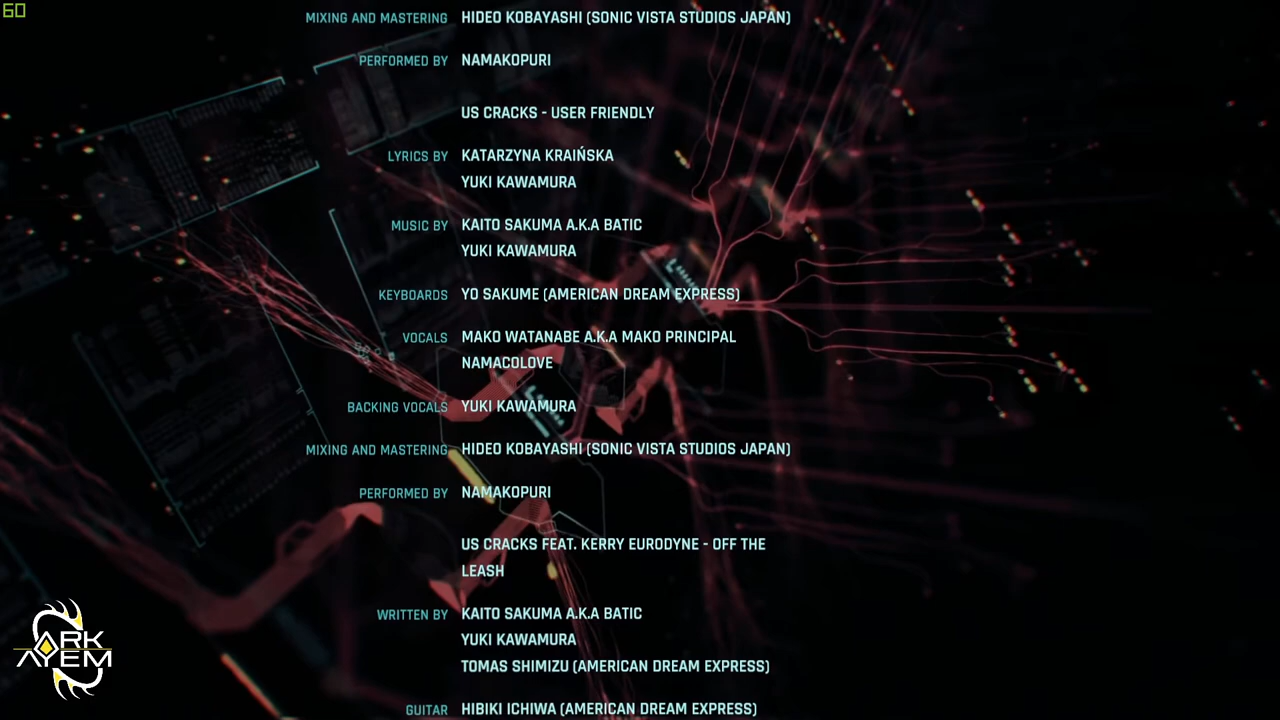 60
MIXING AND MASTERING HIDEO KOBAYASHI (SONIC VISTA STUDIOS JAPAN)
PERFORMED BY NAMAKOPURI
US CRACKS - USER FRIENDLY
LYRICS BY KATARZYNA KRAIŃSKA
YUKI KAWAMURA
MUSIC BY KAITO SAKUMA A.K.A BATIC
YUKI KAWAMURA
KEYBOARDS YO SAKUME (AMERICAN DREAM EXPRESS)
VOCALS MAKO WATANABE A.K.A MAKO PRINCIPAL
NAMACOLOVE
BACKING VOCALS YUKI KAWAMURA
MIXING AND MASTERING HIDEO KOBAYASHI (SONIC VISTA STUDIOS JAPAN)
PERFORMED BY NAMAKOPURI
US CRACKS FEAT. KERRY EURODYNE - OFF THE
LEASH
WRITTEN BY KAITO SAKUMA A.K.A BATIC
YUKI KAWAMURA
TOMAS SHIMIZU (AMERICAN DREAM EXPRESS)
GUITAR HIBIKI ICHIWA (AMERICAN DREAM EXPRESS)
ARK
AYEM